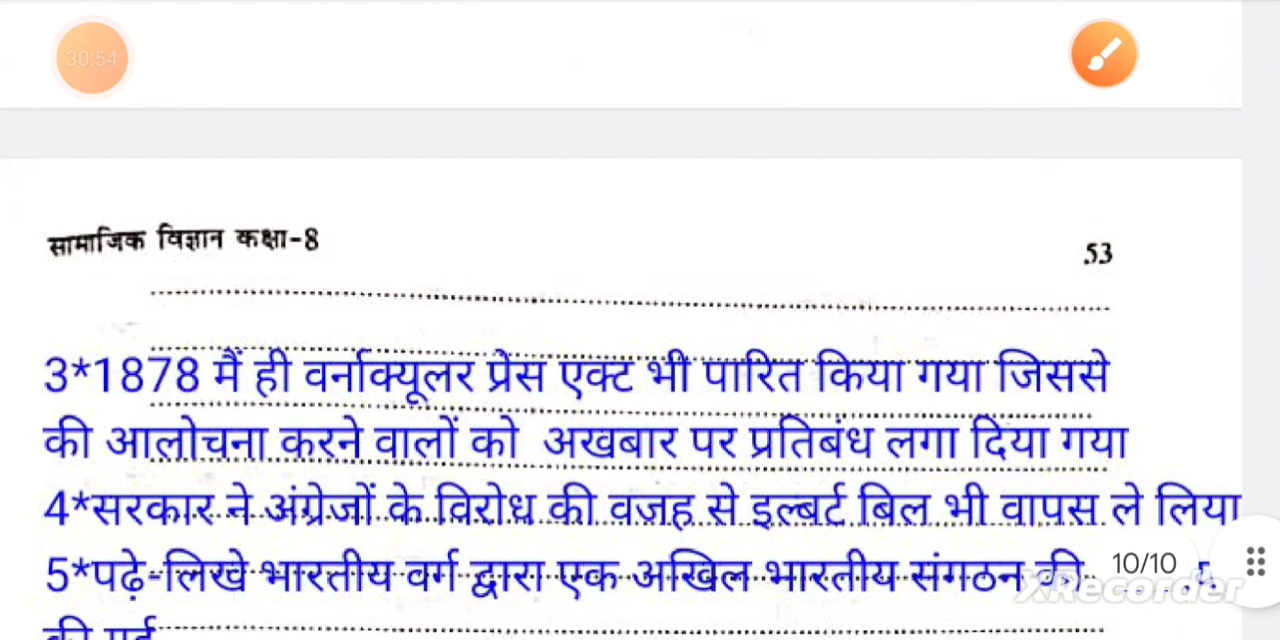 30:54
सामाजिक विज्ञान कक्षा-8
53
3*1878 मैं ही वर्नाक्यूलर प्रेस एक्ट भी पारित किया गया जिससे
की आलोचना करने वालों को अखबार पर प्रतिबंध लगा दिया गया
4*सरकार ने अंग्रेजों के विरोध की वजह से इल्बर्ट बिल भी वापस ले लिया
5*पढ़े-लिखे भारतीय वर्ग द्वारा एक अखिल भारतीय संगठन की
10/10
XRecorder
की गई